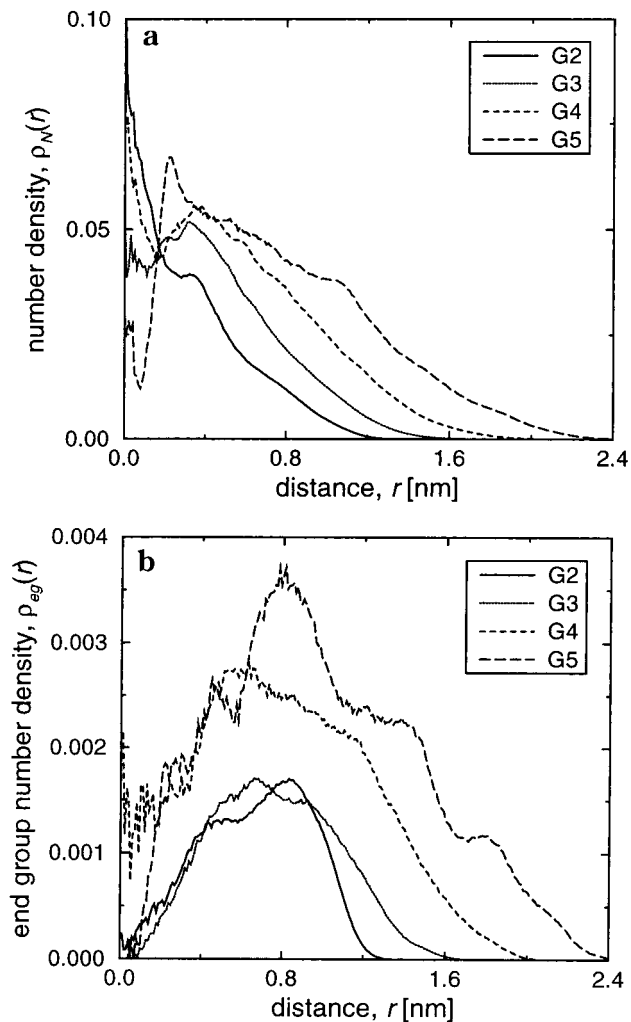 a
0.10
0.05
0.00
number density, ρN(r)
G2
G3
G4
G5
0.0 0.8 1.6 2.4
distance, r [nm]
b
0.004
0.003
0.002
0.001
0.000
end group number density, ρeg(r)
G2
G3
G4
G5
0.0 0.8 1.6 2.4
distance, r [nm]